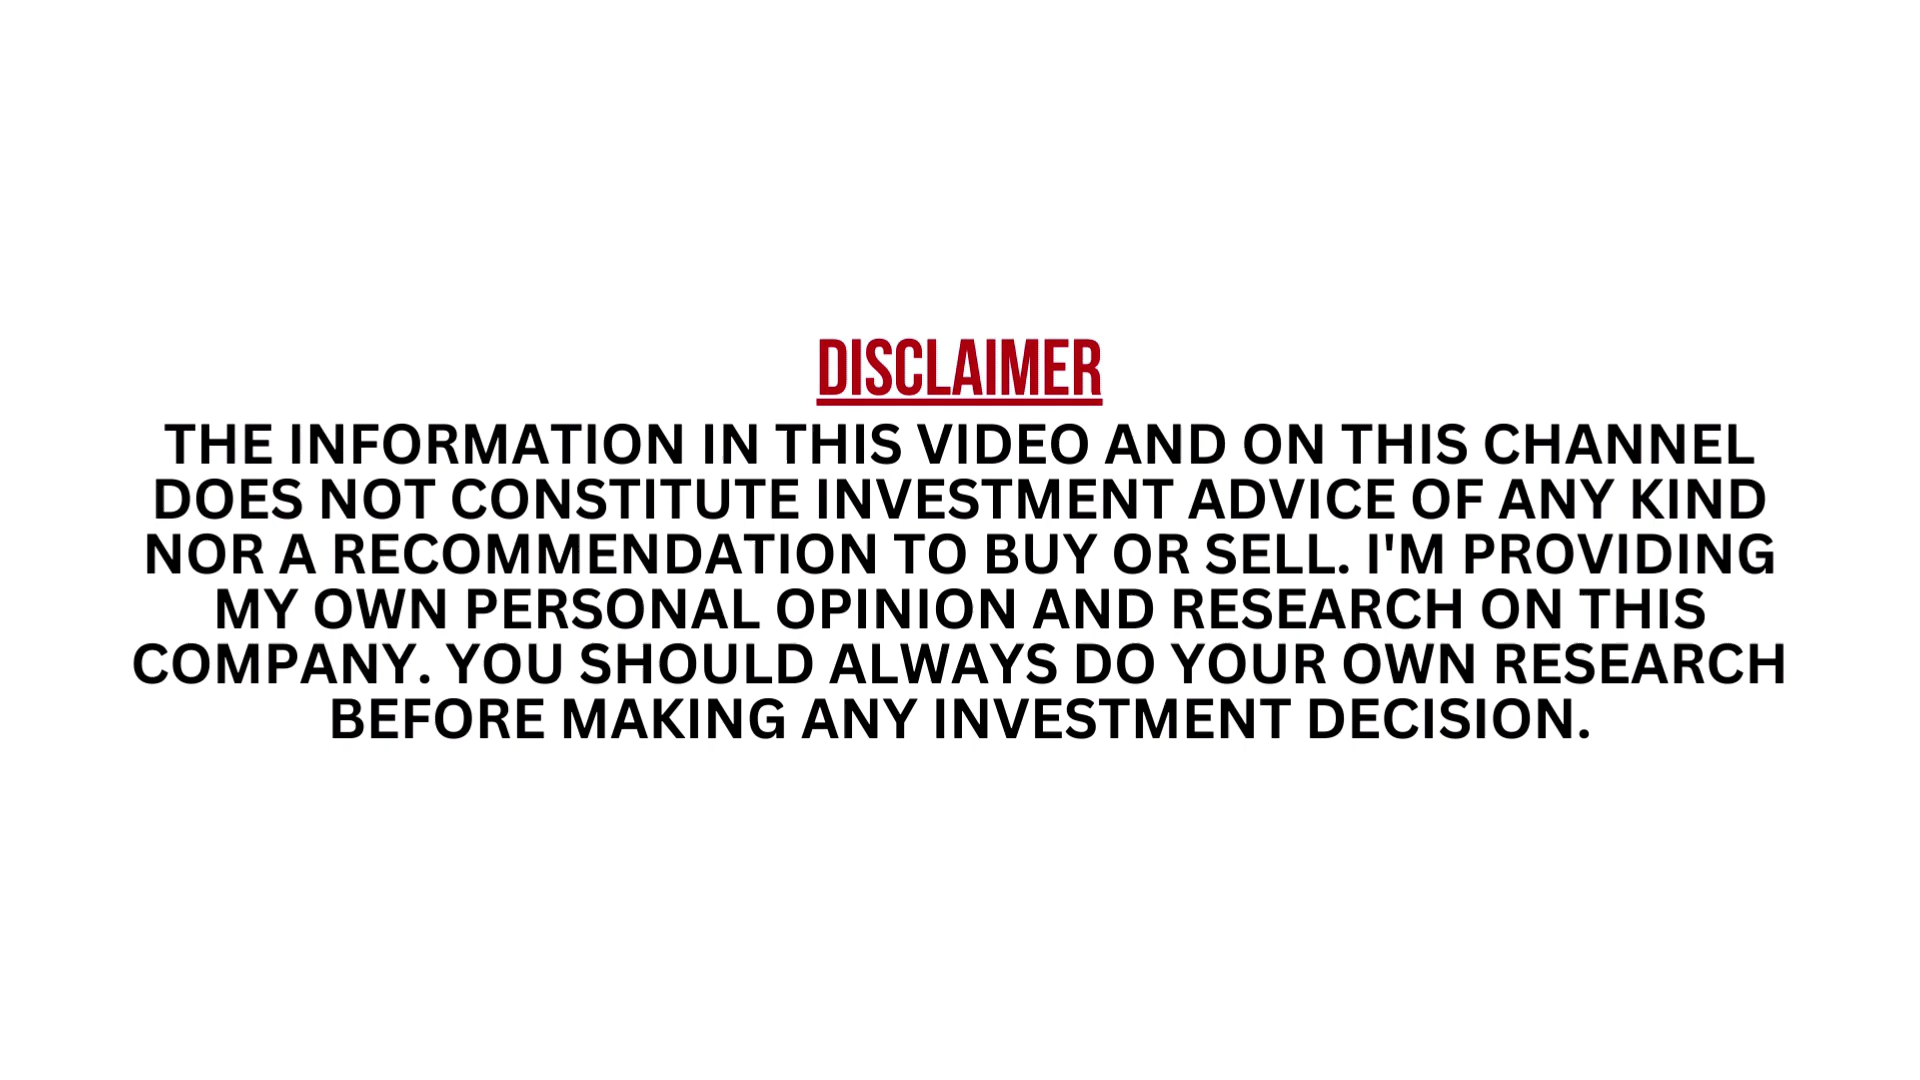 DISCLAIMER
THE INFORMATION IN THIS VIDEO AND ON THIS CHANNEL
DOES NOT CONSTITUTE INVESTMENT ADVICE OF ANY KIND
NOR A RECOMMENDATION TO BUY OR SELL. I'M PROVIDING
MY OWN PERSONAL OPINION AND RESEARCH ON THIS
COMPANY. YOU SHOULD ALWAYS DO YOUR OWN RESEARCH
BEFORE MAKING ANY INVESTMENT DECISION.